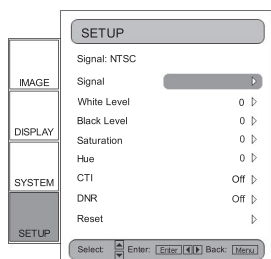 SETUP
Signal: NTSC
Signal
White Level 0
Black Level 0
Saturation 0
Hue 0
CTI Off
DNR Off
Reset
IMAGE
DISPLAY
SYSTEM
SETUP
Select: Enter: Enter Back: Menu